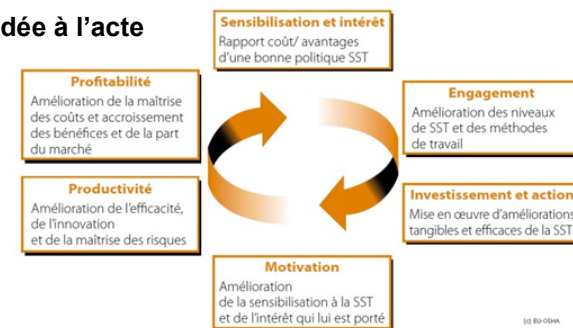 dée à l’acte
Sensibilisation et intérêt
Rapport coût/ avantages
d’une bonne politique SST
Engagement
Amélioration des niveaux
de SST et des méthodes
de travail
Investissement et action
Mise en œuvre d’améliorations
tangibles et efficaces de la SST
Motivation
Amélioration
de la sensibilisation à la SST
et de l’intérêt qui lui est porté
Productivité
Amélioration de l’efficacité,
de l’innovation
et de la maîtrise des risques
Profitabilité
Amélioration de la maîtrise
des coûts et accroissement
des bénéfices et de la part
du marché
(c) EU-OSHA